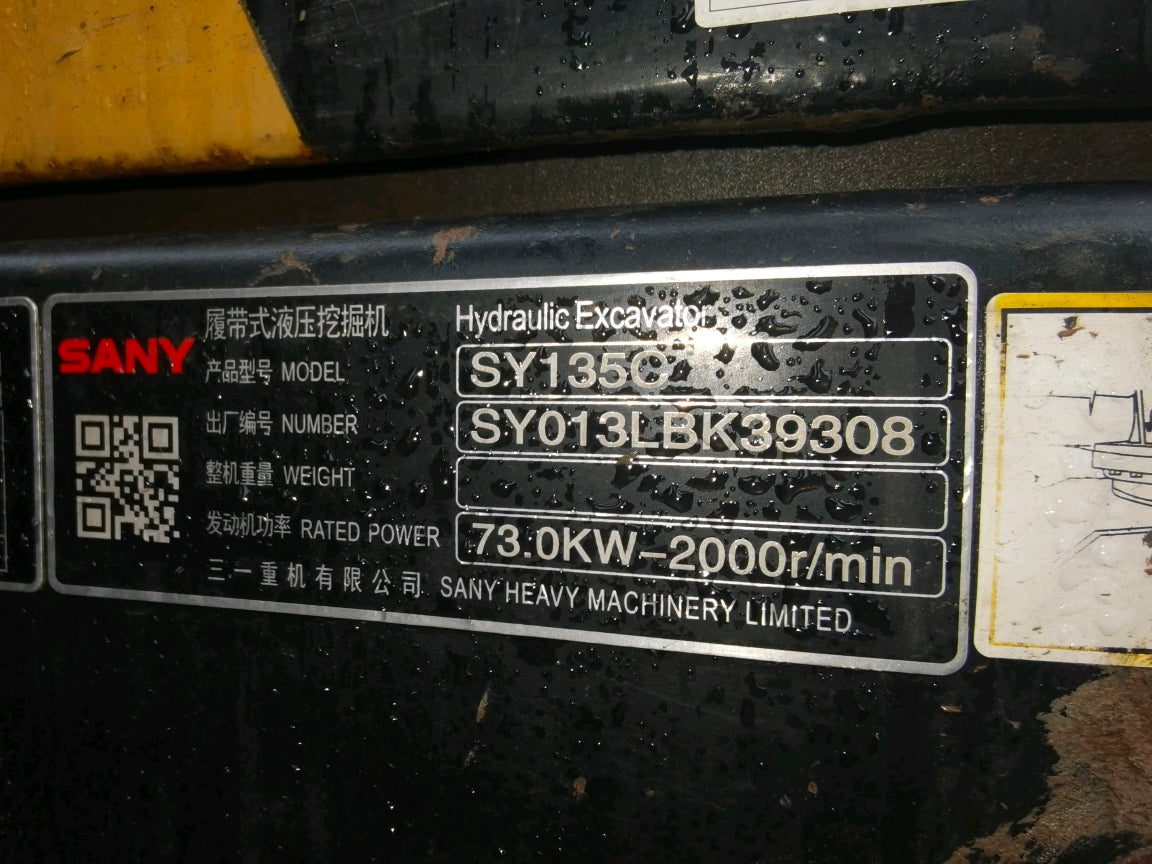 履带式液压挖掘机 Hydraulic Excavator
SANY
产品型号 MODEL SY135C
出厂编号 NUMBER SY013LBK39308
整机重量 WEIGHT
发动机功率 RATED POWER 73.0KW-2000r/min
三一重机有限公司 SANY HEAVY MACHINERY LIMITED